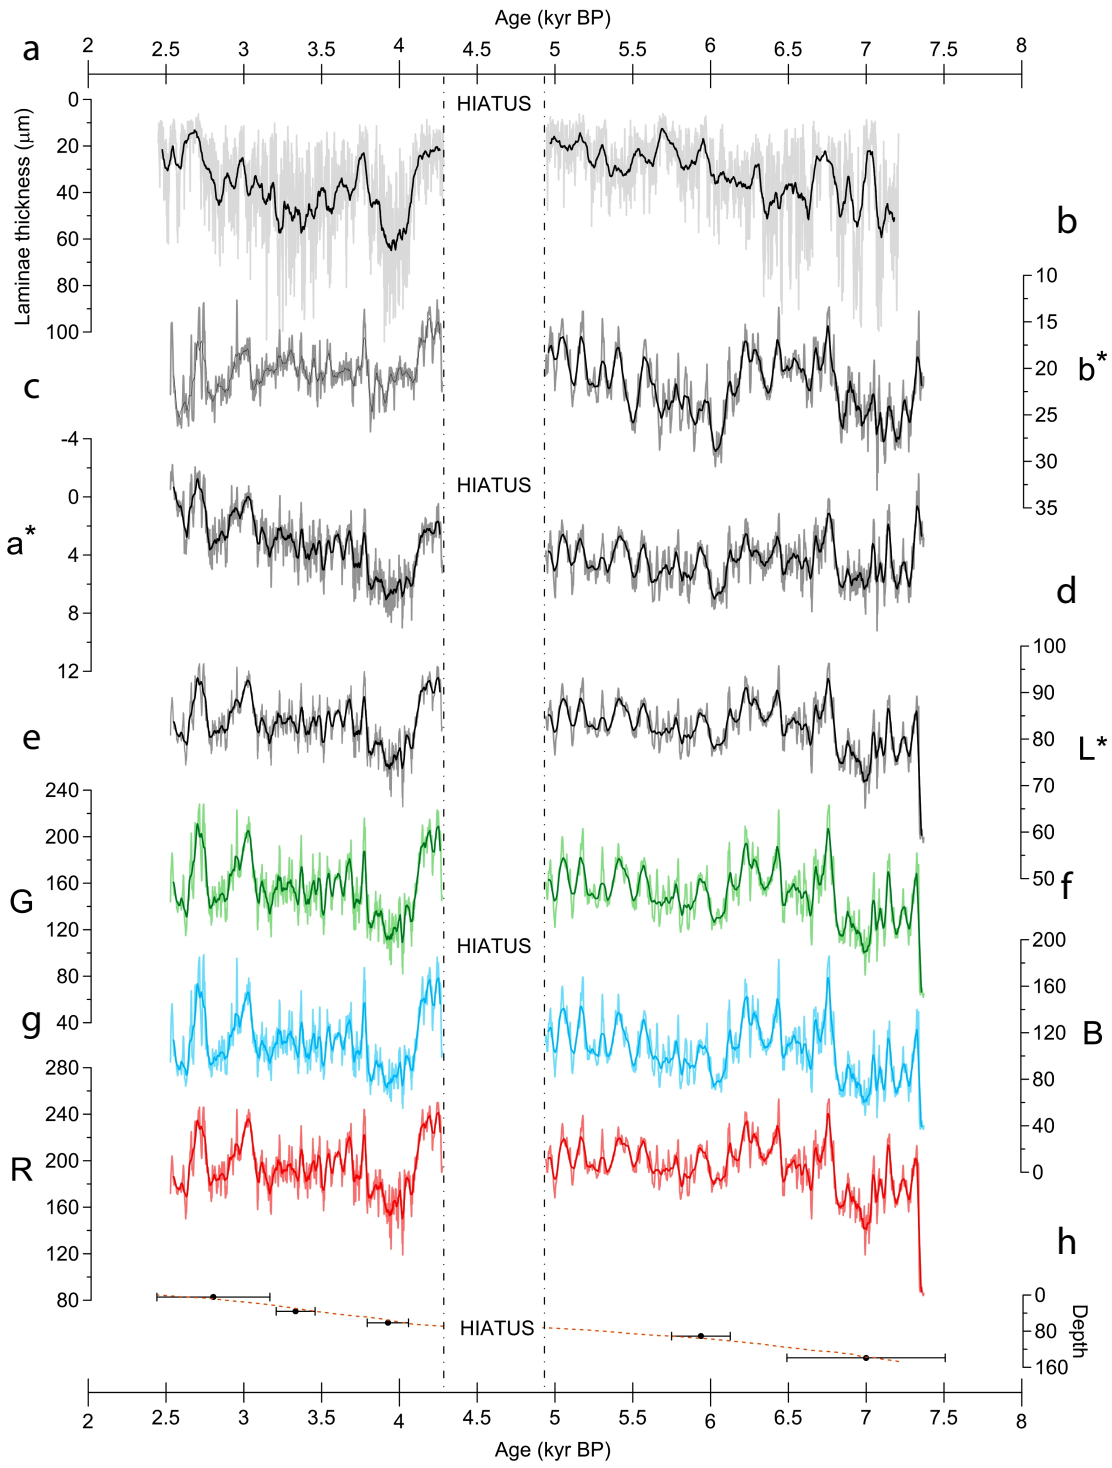 Age (kyr BP)
a
2 2.5 3 3.5 4 4.5 5 5.5 6 6.5 7 7.5 8
HIATUS
Laminae thickness (μm)
0
20
40
60
80
100
b
10
15
20
25
30
35
b*
c
-4
0
4
8
12
a*
HIATUS
d
100
90
80
70
60
50
L*
e
240
200
160
120
80
40
G
f
HIATUS
200
160
120
80
40
0
B
g
280
240
200
160
120
80
R
h
HIATUS
0
80
160
Depth
2 2.5 3 3.5 4 4.5 5 5.5 6 6.5 7 7.5 8
Age (kyr BP)